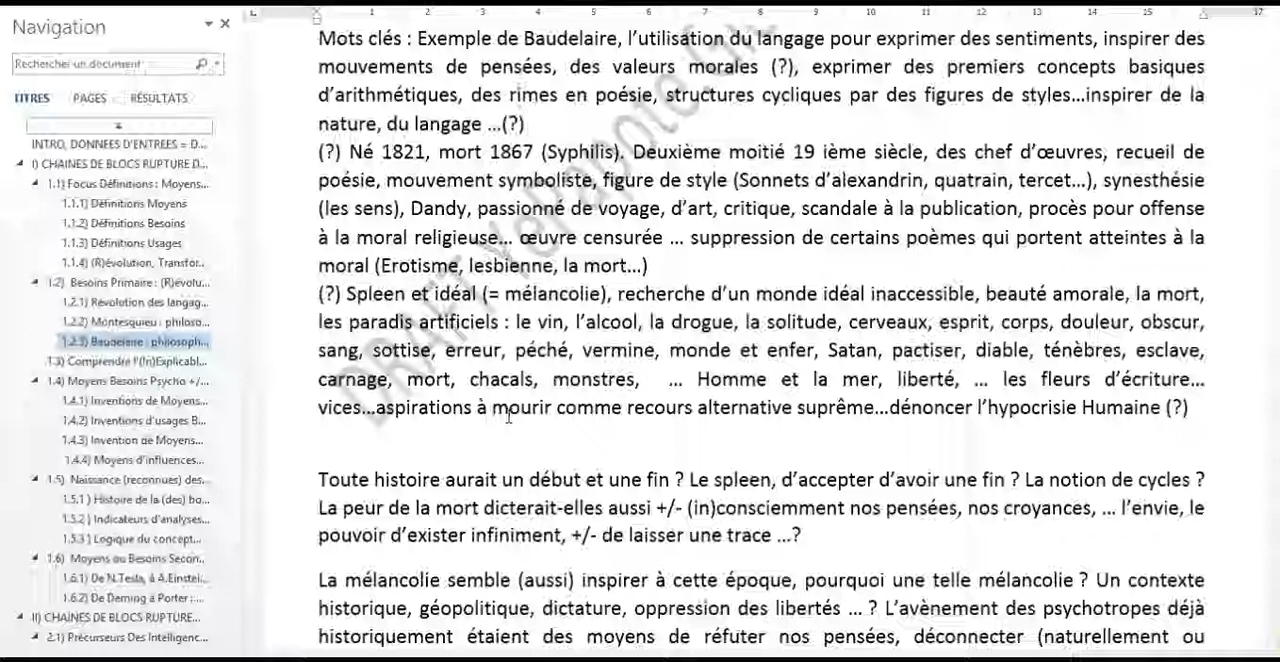 Navigation
Rechercher un document
TITRES PAGES RÉSULTATS
INTRO, DONNEES D'ENTREES = D...
I) CHAINES DE BLOCS RUPTURE D...
1.1) Focus Définitions : Moyens...
1.1.1) Définitions Moyens
1.1.2) Définitions Besoins
1.1.3) Définitions Usages
1.1.4) (R)évolution, Transfor...
1.2) Besoins Primaire : (R)évolu...
1.2.1) Révolution des langag...
1.2.2) Montesquieu : philoso...
1.2.3) Baudelaire : philosoph...
1.3) Comprendre l'(In)Explicabl...
1.4) Moyens Besoins Psycho +/...
1.4.1) Inventions de Moyens...
1.4.2) Inventions d'usages B...
1.4.3) Invention de Moyens...
1.4.4) Moyens d'influences...
1.5) Naissance (reconnues) des...
1.5.1 ) Histoire de la (des) bo...
1.5.2 ) Indicateurs d'analyses...
1.5.3 ) Logique du concept...
1.6) Moyens ou Besoins Secon...
1.6.1) De N.Tesla, à A.Einstei...
1.6.2) De Deming à Porter :...
II) CHAINES DE BLOCS RUPTURE...
2.1) Précurseurs Des Intelligenc...
1 2 3 4 5 6 7 8 9 10 11 12 13 14 15 17
Mots clés : Exemple de Baudelaire, l'utilisation du langage pour exprimer des sentiments, inspirer des
mouvements de pensées, des valeurs morales (?), exprimer des premiers concepts basiques
d'arithmétiques, des rimes en poésie, structures cycliques par des figures de styles...inspirer de la
nature, du langage ...(?)
(?) Né 1821, mort 1867 (Syphilis). Deuxième moitié 19 ième siècle, des chef d'œuvres, recueil de
poésie, mouvement symboliste, figure de style (Sonnets d'alexandrin, quatrain, tercet...), synesthésie
(les sens), Dandy, passionné de voyage, d'art, critique, scandale à la publication, procès pour offense
à la moral religieuse... œuvre censurée ... suppression de certains poèmes qui portent atteintes à la
moral (Erotisme, lesbienne, la mort...)
(?) Spleen et idéal (= mélancolie), recherche d'un monde idéal inaccessible, beauté amorale, la mort,
les paradis artificiels : le vin, l'alcool, la drogue, la solitude, cerveaux, esprit, corps, douleur, obscur,
sang, sottise, erreur, péché, vermine, monde et enfer, Satan, pactiser, diable, ténèbres, esclave,
carnage, mort, chacals, monstres, ... Homme et la mer, liberté, ... les fleurs d'écriture...
vices...aspirations à mourir comme recours alternative suprême...dénoncer l'hypocrisie Humaine (?)
Toute histoire aurait un début et une fin ? Le spleen, d'accepter d'avoir une fin ? La notion de cycles ?
La peur de la mort dicterait-elles aussi +/- (in)consciemment nos pensées, nos croyances, ... l'envie, le
pouvoir d'exister infiniment, +/- de laisser une trace ...?
La mélancolie semble (aussi) inspirer à cette époque, pourquoi une telle mélancolie ? Un contexte
historique, géopolitique, dictature, oppression des libertés ... ? L'avènement des psychotropes déjà
historiquement étaient des moyens de réfuter nos pensées, déconnecter (naturellement ou
DRAFT